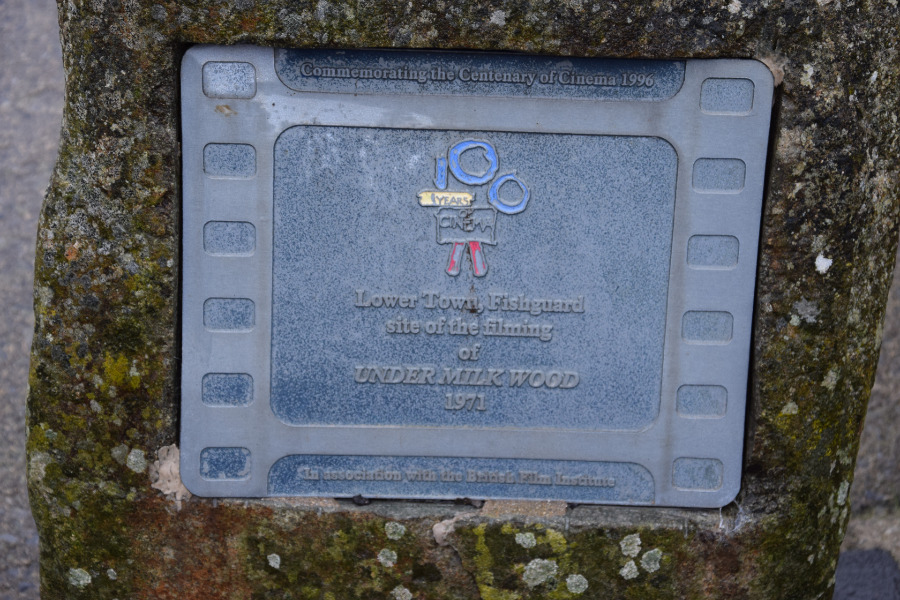 Commemorating the Centenary of Cinema 1996
100
YEARS
OF
CINEMA
Lower Town, Fishguard
site of the filming
of
UNDER MILK WOOD
1971
In association with the British Film Institute